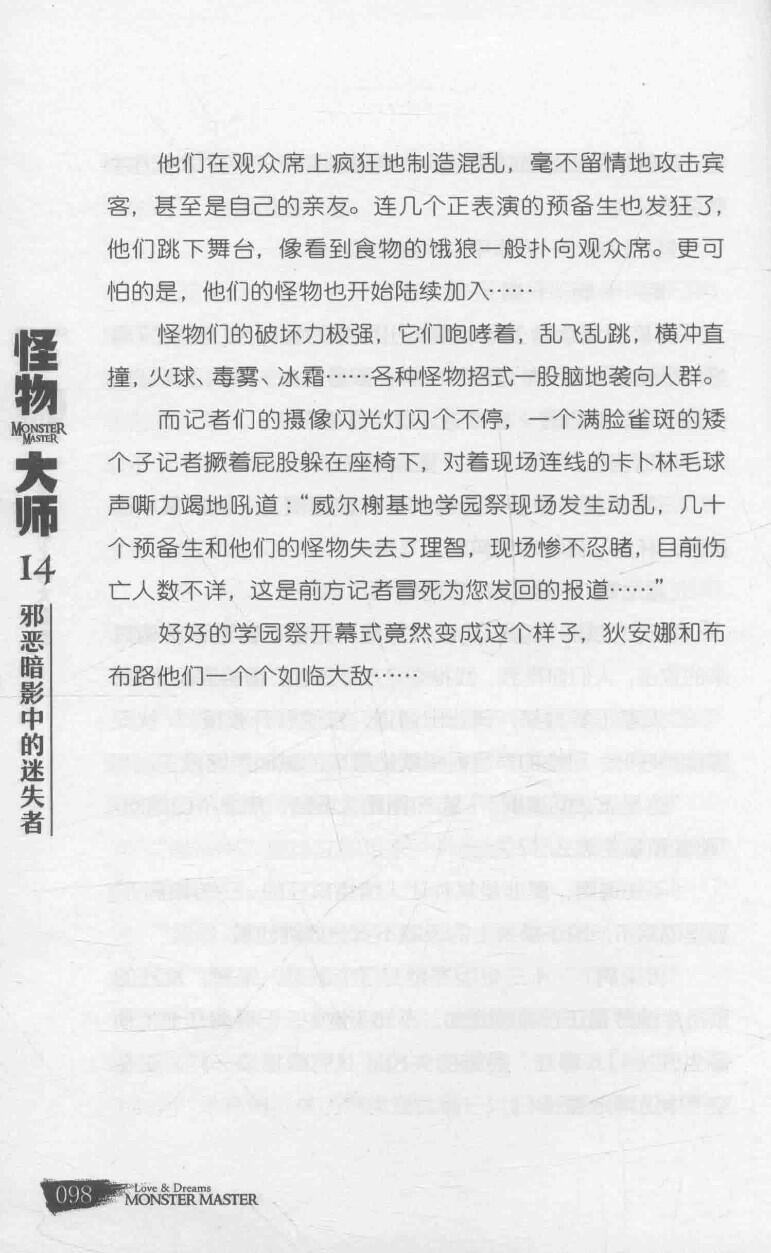 他们在观众席上疯狂地制造混乱，毫不留情地攻击宾
客，甚至是自己的亲友。连几个正表演的预备生也发狂了，
他们跳下舞台，像看到食物的饿狼一般扑向观众席。更可
怕的是，他们的怪物也开始陆续加入……
怪物们的破坏力极强，它们咆哮着，乱飞乱跳，横冲直
撞，火球、毒雾、冰霜……各种怪物招式一股脑地袭向人群。
而记者们的摄像闪光灯闪个不停，一个满脸雀斑的矮
个子记者撅着屁股躲在座椅下，对着现场连线的卡卜林毛球
声嘶力竭地吼道：“威尔榭基地学园祭现场发生动乱，几十
个预备生和他们的怪物失去了理智，现场惨不忍睹，目前伤
亡人数不详，这是前方记者冒死为您发回的报道……”
好好的学园祭开幕式竟然变成这个样子，狄安娜和布
布路他们一个个如临大敌……
怪物
MONSTER
MASTER
大师
14
邪恶暗影中的迷失者
098
Love & Dreams
MONSTER MASTER